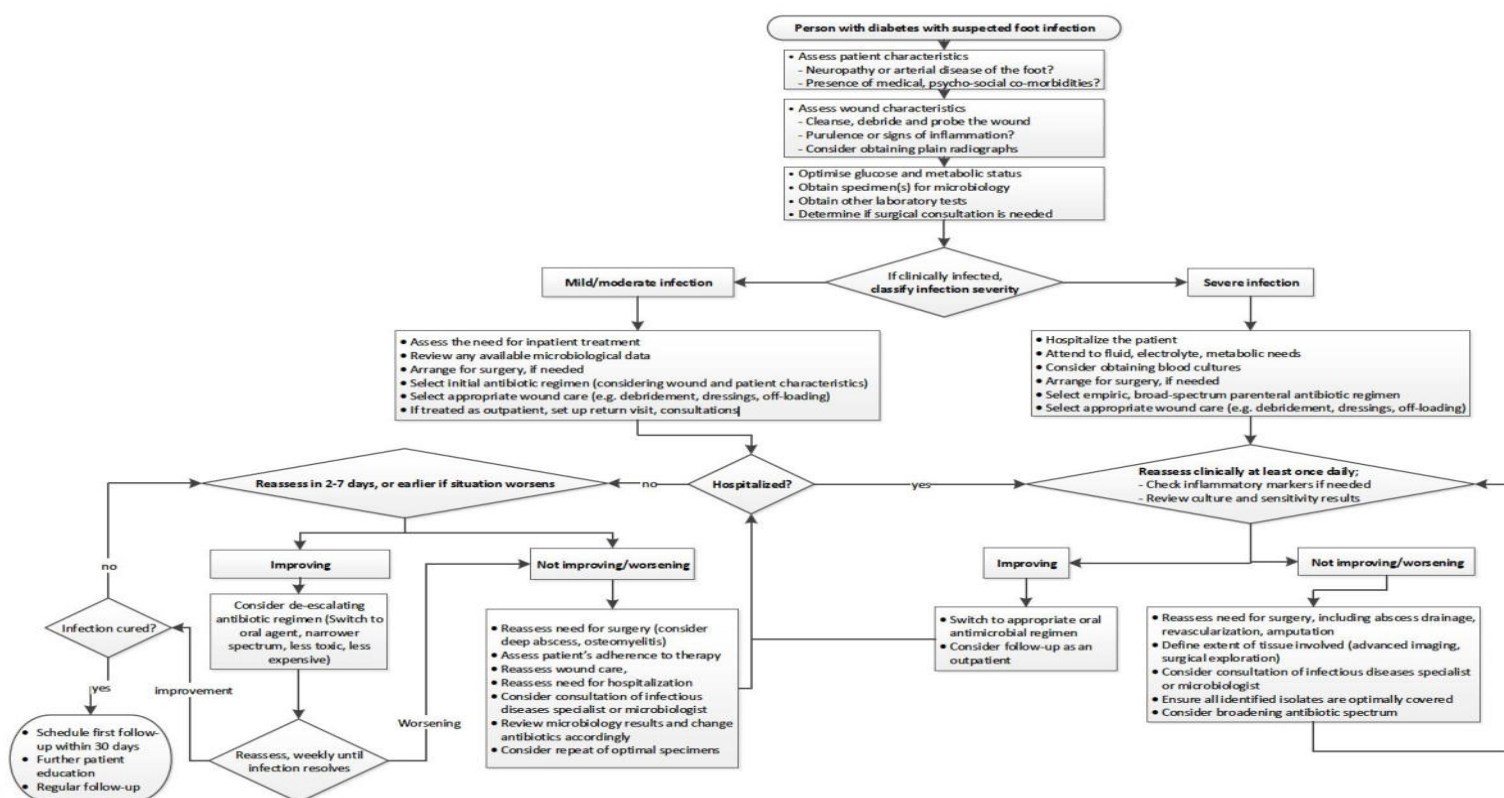 Person with diabetes with suspected foot infection
• Assess patient characteristics
- Neuropathy or arterial disease of the foot?
- Presence of medical, psycho-social co-morbidities?
• Assess wound characteristics
- Cleanse, debride and probe the wound
- Purulence or signs of inflammation?
- Consider obtaining plain radiographs
• Optimise glucose and metabolic status
• Obtain specimen(s) for microbiology
• Obtain other laboratory tests
• Determine if surgical consultation is needed
If clinically infected,
classify infection severity
Mild/moderate infection
Severe infection
• Assess the need for inpatient treatment
• Review any available microbiological data
• Arrange for surgery, if needed
• Select initial antibiotic regimen (considering wound and patient characteristics)
• Select appropriate wound care (e.g. debridement, dressings, off-loading)
• If treated as outpatient, set up return visit, consultations
• Hospitalize the patient
• Attend to fluid, electrolyte, metabolic needs
• Consider obtaining blood cultures
• Arrange for surgery, if needed
• Select empiric, broad-spectrum parenteral antibiotic regimen
• Select appropriate wound care (e.g. debridement, dressings, off-loading)
Reassess in 2-7 days, or earlier if situation worsens
no
Hospitalized?
yes
Reassess clinically at least once daily;
- Check inflammatory markers if needed
- Review culture and sensitivity results
Improving
Not improving/worsening
Improving
Not improving/worsening
no
Consider de-escalating
antibiotic regimen (Switch to
oral agent, narrower
spectrum, less toxic, less
expensive)
Infection cured?
yes
improvement
Worsening
• Reassess need for surgery (consider
deep abscess, osteomyelitis)
• Assess patient's adherence to therapy
• Reassess wound care,
• Reassess need for hospitalization
• Consider consultation of infectious
diseases specialist or microbiologist
• Review microbiology results and change
antibiotics accordingly
• Consider repeat of optimal specimens
• Switch to appropriate oral
antimicrobial regimen
• Consider follow-up as an
outpatient
• Reassess need for surgery, including abscess drainage,
revascularization, amputation
• Define extent of tissue involved (advanced imaging,
surgical exploration)
• Consider consultation of infectious diseases specialist
or microbiologist
• Ensure all identified isolates are optimally covered
• Consider broadening antibiotic spectrum
• Schedule first follow-
up within 30 days
• Further patient
education
• Regular follow-up
Reassess, weekly until
infection resolves